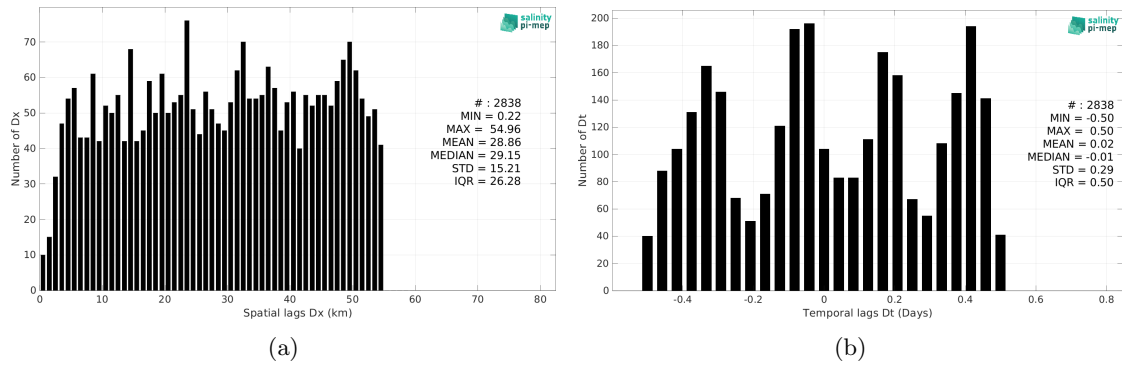 salinity
pi-mep
70
60
50
40
30
20
10
0
Number of Dx
# : 2838
MIN = 0.22
MAX = 54.96
MEAN = 28.86
MEDIAN = 29.15
STD = 15.21
IQR = 26.28
0 10 20 30 40 50 60 70 80
Spatial lags Dx (km)
(a)
salinity
pi-mep
200
180
160
140
120
100
80
60
40
20
0
Number of Dt
# : 2838
MIN = -0.50
MAX = 0.50
MEAN = 0.02
MEDIAN = -0.01
STD = 0.29
IQR = 0.50
-0.4 -0.2 0 0.2 0.4 0.6 0.8
Temporal lags Dt (Days)
(b)